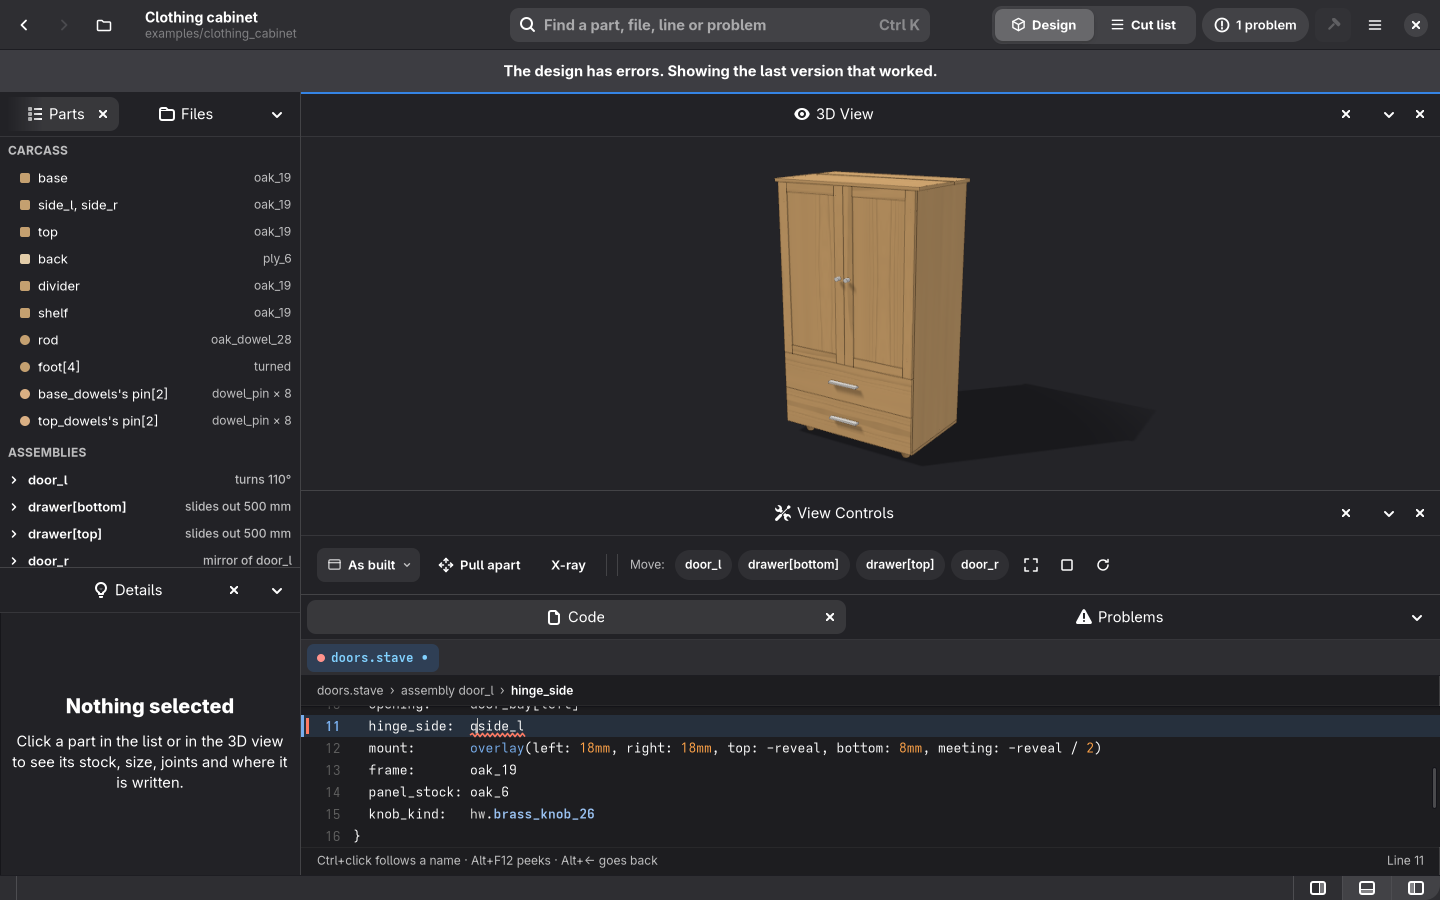 Clothing cabinet
examples/clothing_cabinet
Find a part, file, line or problem Ctrl K
Design
Cut list
1 problem
The design has errors. Showing the last version that worked.
Parts
Files
3D View
CARCASS
base oak_19
side_l, side_r oak_19
top oak_19
back ply_6
divider oak_19
shelf oak_19
rod oak_dowel_28
foot[4] turned
base_dowels's pin[2] dowel_pin × 8
top_dowels's pin[2] dowel_pin × 8
ASSEMBLIES
door_l turns 110°
drawer[bottom] slides out 500 mm
drawer[top] slides out 500 mm
door_r mirror of door_l
Details
Nothing selected
Click a part in the list or in the 3D view
to see its stock, size, joints and where it
is written.
View Controls
As built
Pull apart
X-ray
Move:
door_l
drawer[bottom]
drawer[top]
door_r
Code
Problems
doors.stave •
doors.stave › assembly door_l › hinge_side
10 opening: door_bay[left]
11 hinge_side: qside_l
12 mount: overlay(left: 18mm, right: 18mm, top: -reveal, bottom: 8mm, meeting: -reveal / 2)
13 frame: oak_19
14 panel_stock: oak_6
15 knob_kind: hw.brass_knob_26
16 }
Ctrl+click follows a name · Alt+F12 peeks · Alt+← goes back
Line 11